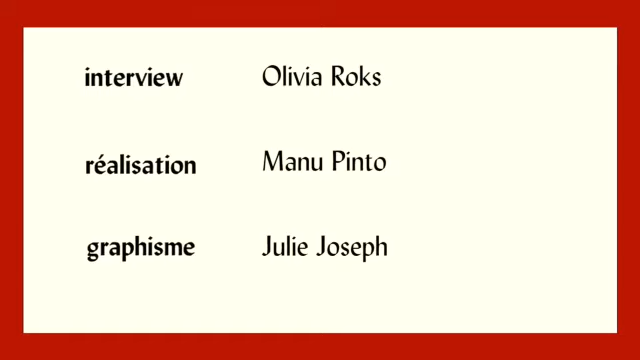 interview Olivia Roks
réalisation Manu Pinto
graphisme Julie Joseph